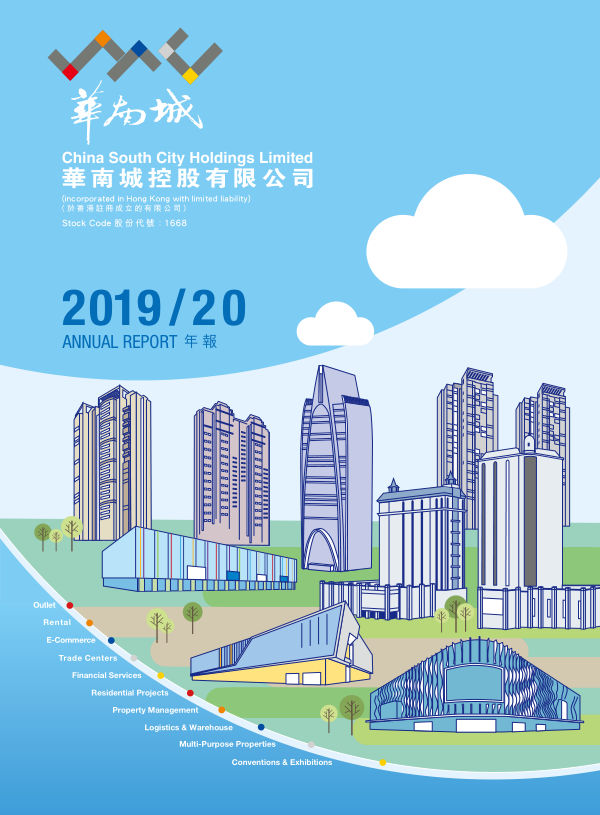 華南城
China South City Holdings Limited
華南城控股有限公司
(incorporated in Hong Kong with limited liability)
(於香港註冊成立的有限公司)
Stock Code 股份代號 : 1668
2019/20
ANNUAL REPORT 年報
Outlet
Rental
E-Commerce
Trade Centers
Financial Services
Residential Projects
Property Management
Logistics & Warehouse
Multi-Purpose Properties
Conventions & Exhibitions